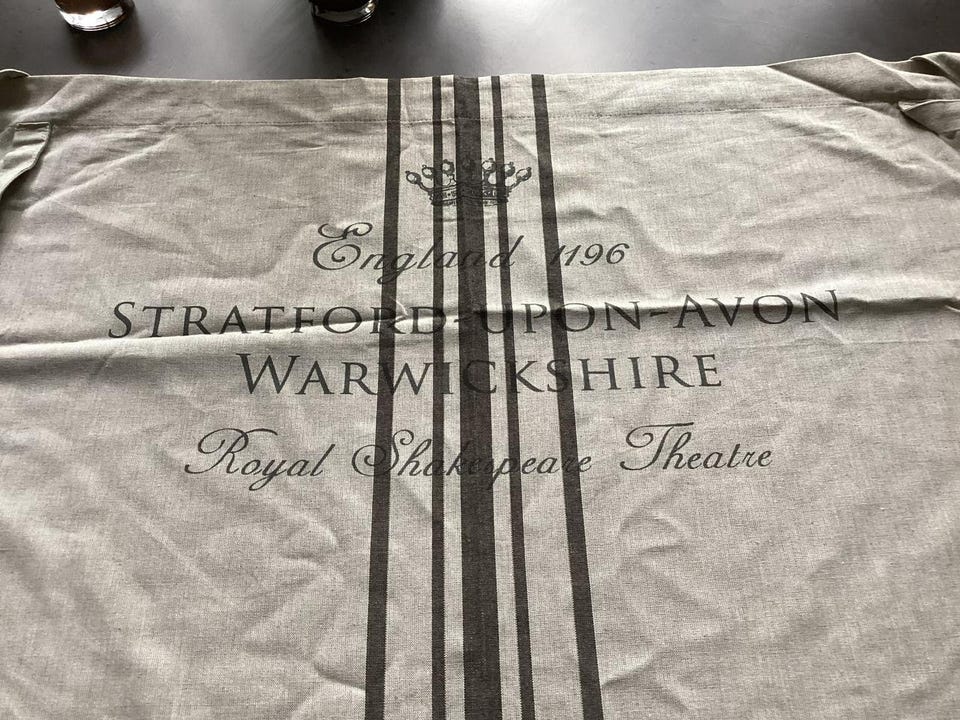 England 1196
STRATFORD-UPON-AVON
WARWICKSHIRE
Royal Shakespeare Theatre